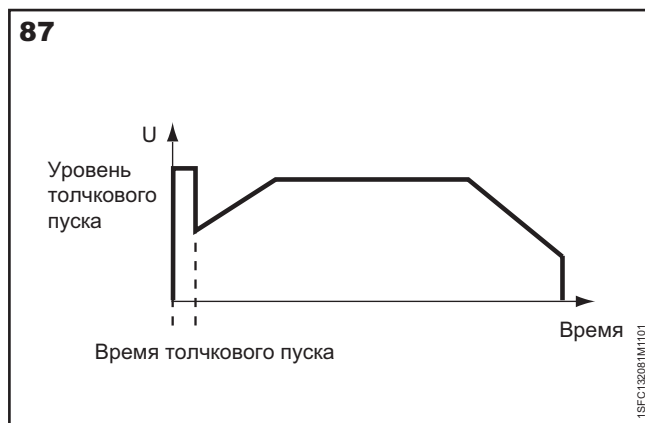 87
U
Уровень
толчкового
пуска
Время
Время толчкового пуска
1SFC132081M1101